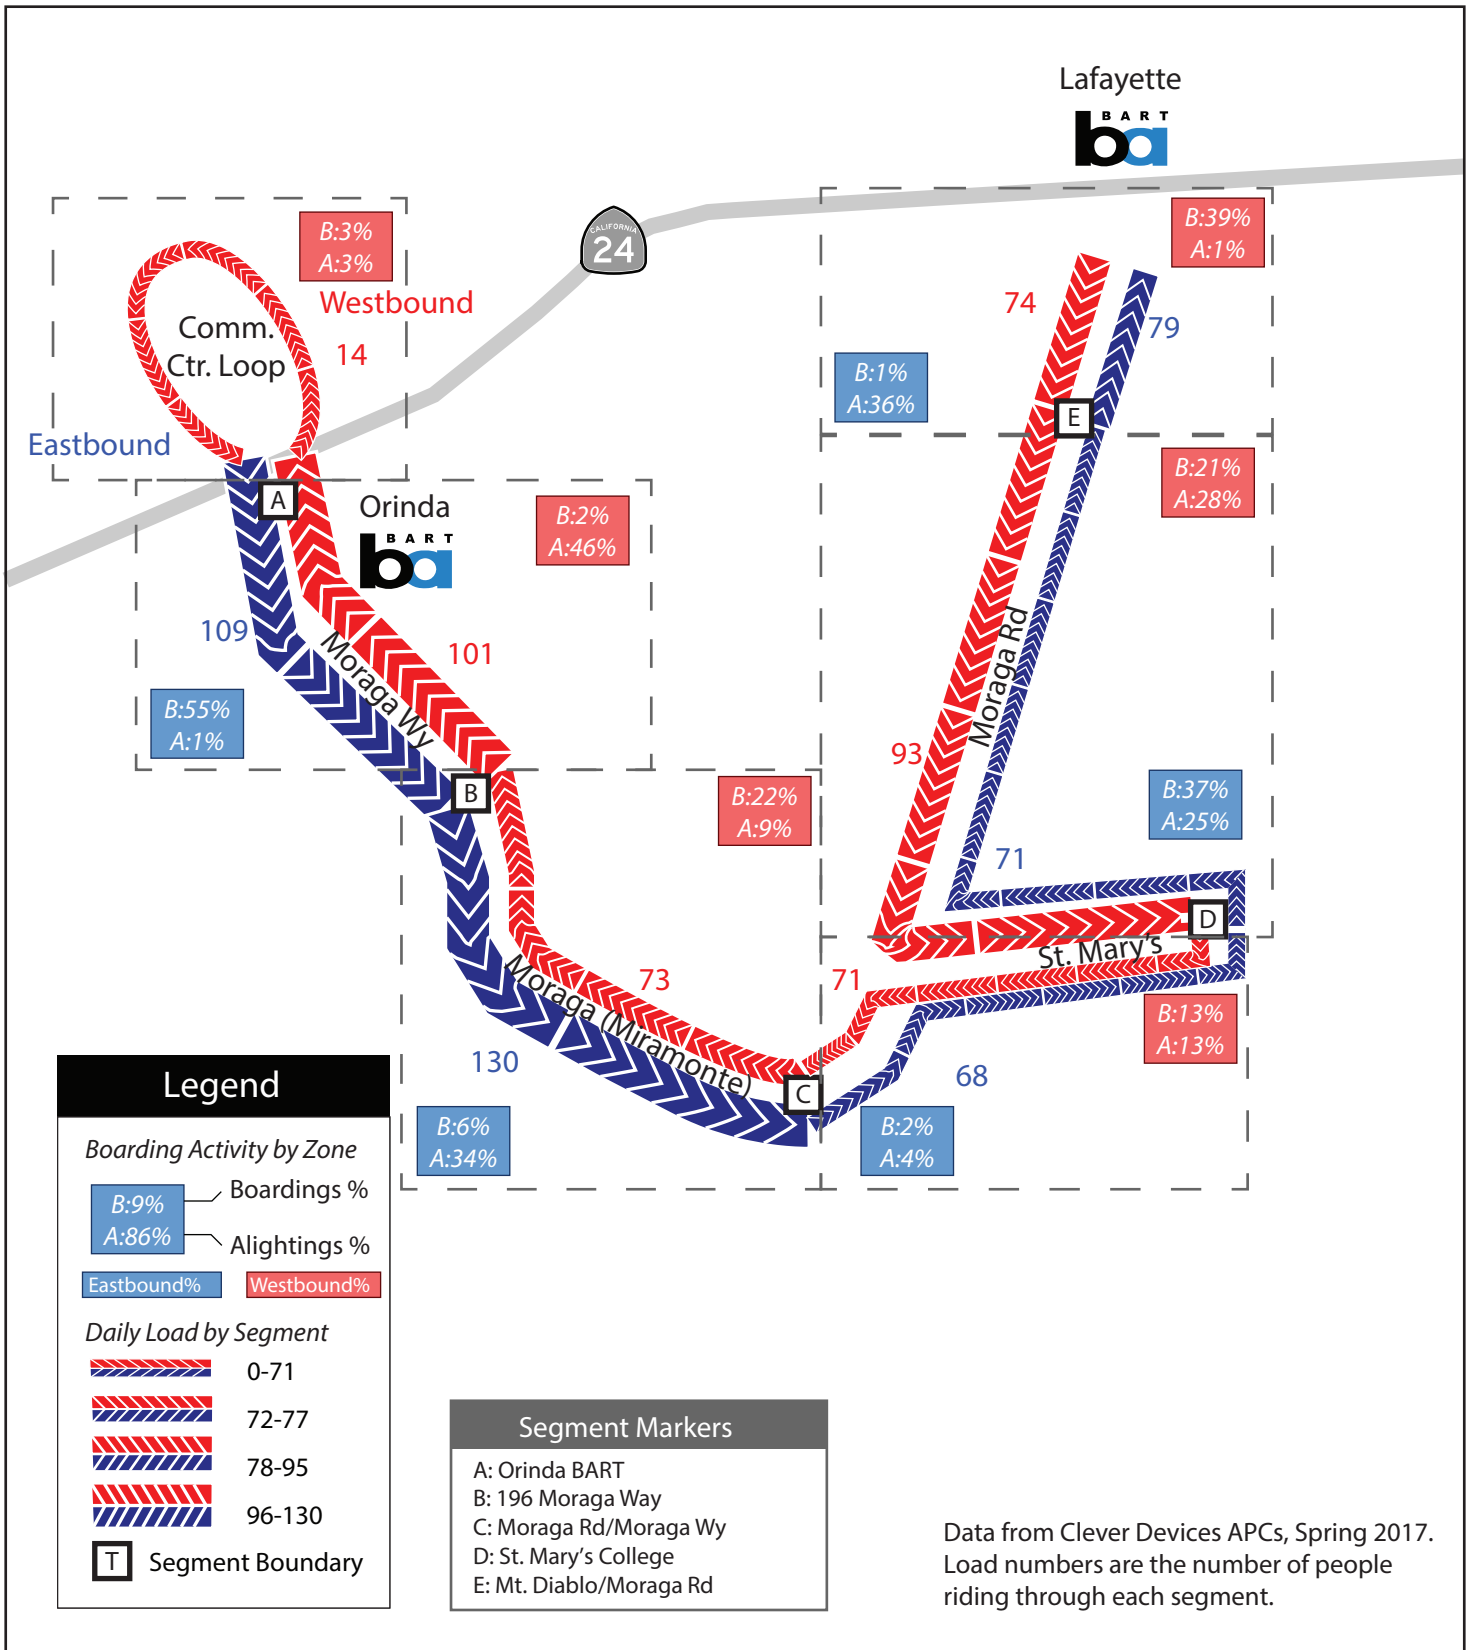 Lafayette
BART
ba
CALIFORNIA
24
B:3%
A:3%
Westbound
Comm.
Ctr. Loop
14
Eastbound
B:39%
A:1%
74
79
B:1%
A:36%
E
A
Orinda
BART
ba
B:2%
A:46%
B:21%
A:28%
109
Moraga Wy
101
B:55%
A:1%
Moraga Rd
93
B
B:22%
A:9%
B:37%
A:25%
71
D
St. Mary's
Moraga (Miramonte)
73
71
130
C
68
B:13%
A:13%
B:6%
A:34%
B:2%
A:4%
Legend
Boarding Activity by Zone
B:9%
A:86%
Boardings %
Alightings %
Eastbound%
Westbound%
Daily Load by Segment
0-71
72-77
78-95
96-130
T
Segment Boundary
Segment Markers
A: Orinda BART
B: 196 Moraga Way
C: Moraga Rd/Moraga Wy
D: St. Mary's College
E: Mt. Diablo/Moraga Rd
Data from Clever Devices APCs, Spring 2017.
Load numbers are the number of people
riding through each segment.